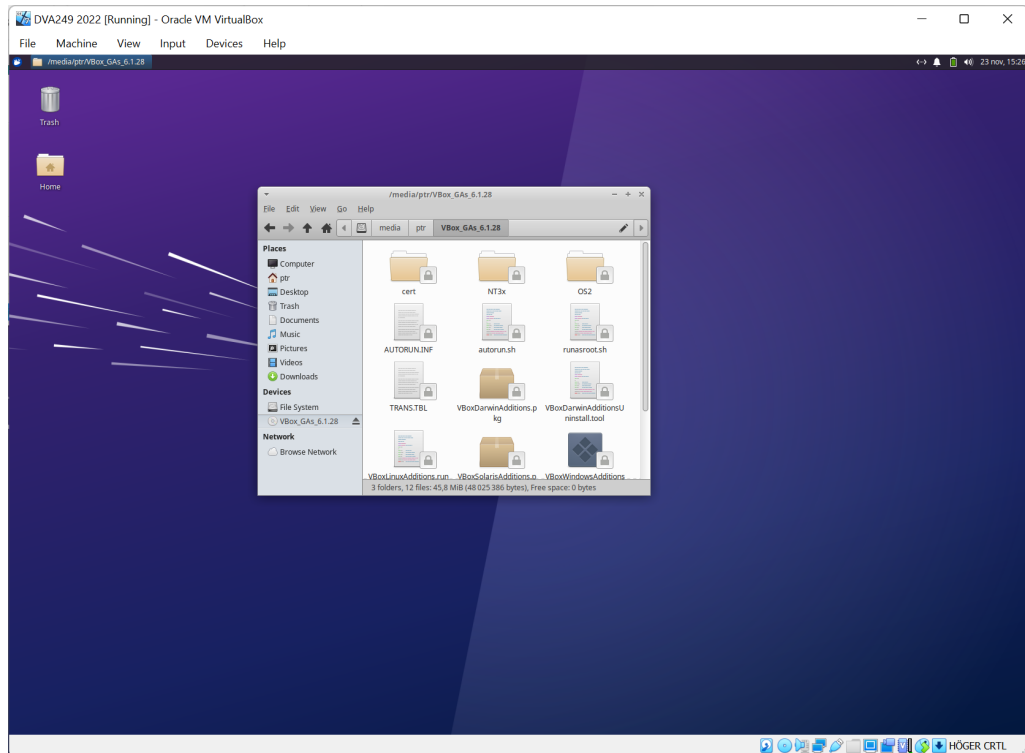 DVA249 2022 [Running] - Oracle VM VirtualBox
File Machine View Input Devices Help
/media/ptr/VBox_GAs_6.1.28
23 nov, 15:26
Trash
Home
/media/ptr/VBox_GAs_6.1.28
File Edit View Go Help
media ptr VBox_GAs_6.1.28
Places
Computer
ptr
Desktop
Trash
Documents
Music
Pictures
Videos
Downloads
Devices
File System
VBox_GAs_6.1.28
Network
Browse Network
cert NT3x OS2
AUTORUN.INF autorun.sh runasroot.sh
TRANS.TBL VBoxDarwinAdditions.p VBoxDarwinAdditionsU
kg ninstall.tool
VBoxLinuxAdditions.run VBoxSolarisAdditions.p VBoxWindowsAdditions
3 folders, 12 files: 45,8 MiB (48 025 386 bytes), Free space: 0 bytes
HÖGER CRTL